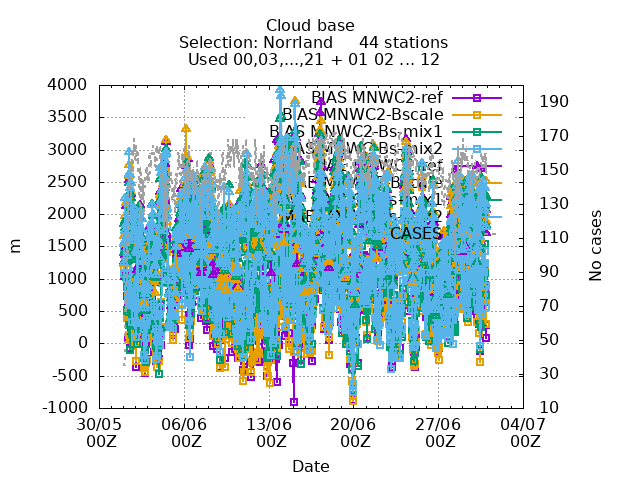 Cloud base
Selection: Norrland 44 stations
Used 00,03,...,21 + 01 02 ... 12
4000
3500
3000
2500
2000
1500
1000
500
0
-500
-1000
m
190
170
150
130
110
90
70
50
30
10
No cases
BIAS MNWC2-ref
BIAS MNWC2-Bscale
BIAS MNWC2-Bs.mix1
CASES
30/05 06/06 13/06 20/06 27/06 04/07
00Z 00Z 00Z 00Z 00Z 00Z
Date